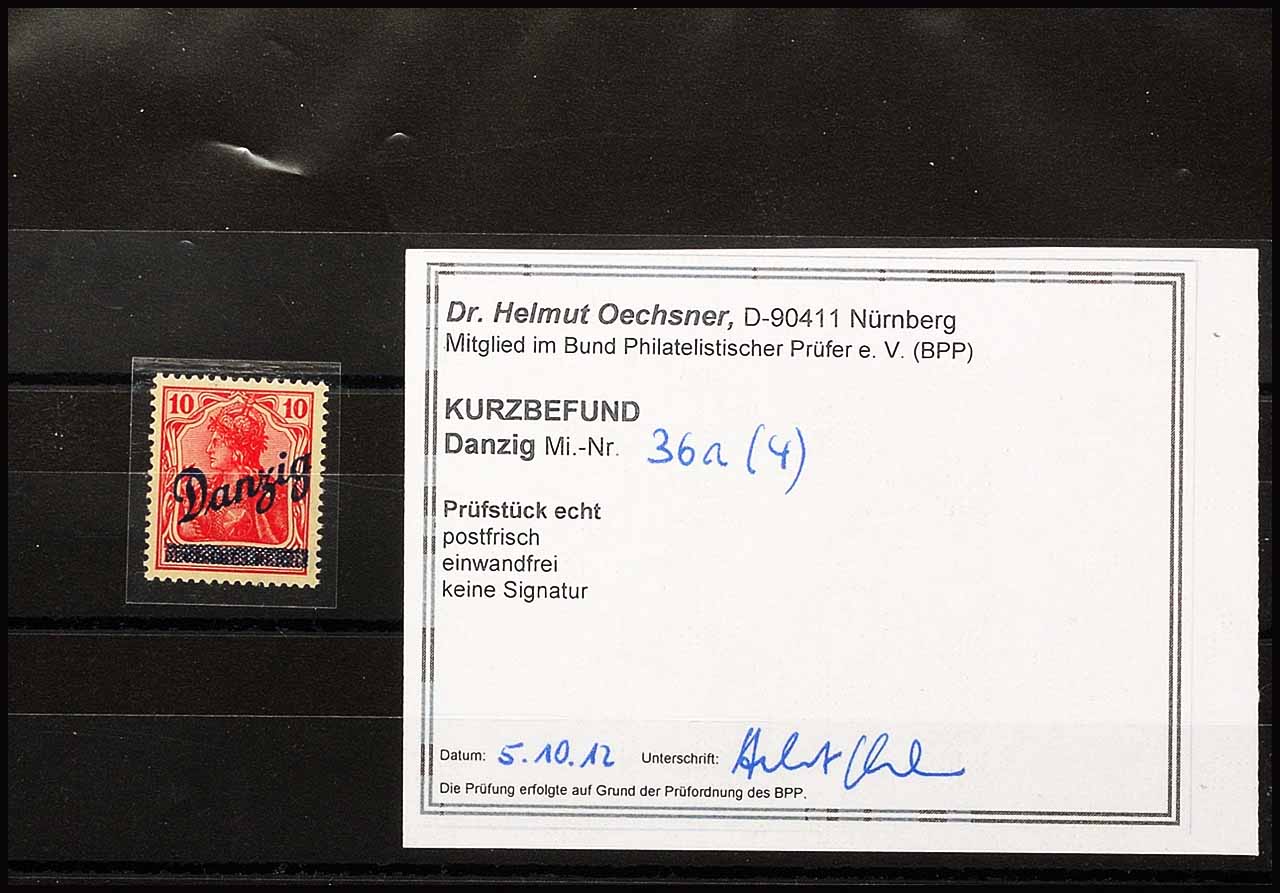 10 10
Danzig
Dr. Helmut Oechsner, D-90411 Nürnberg
Mitglied im Bund Philatelistischer Prüfer e. V. (BPP)
KURZBEFUND
Danzig Mi.-Nr. 36a (4)
Prüfstück echt
postfrisch
einwandfrei
keine Signatur
Datum: 5.10.12 Unterschrift:
Die Prüfung erfolgte auf Grund der Prüfordnung des BPP.